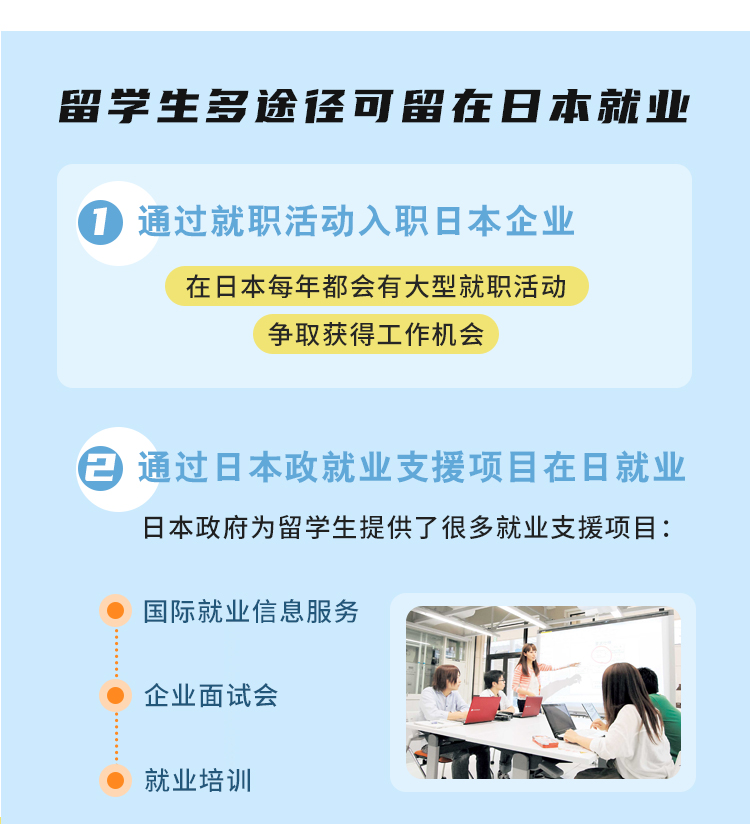 留学生多途径可留在日本就业
1 通过就职活动入职日本企业
在日本每年都会有大型就职活动
争取获得工作机会
2 通过日本政就业支援项目在日就业
日本政府为留学生提供了很多就业支援项目：
国际就业信息服务
企业面试会
就业培训